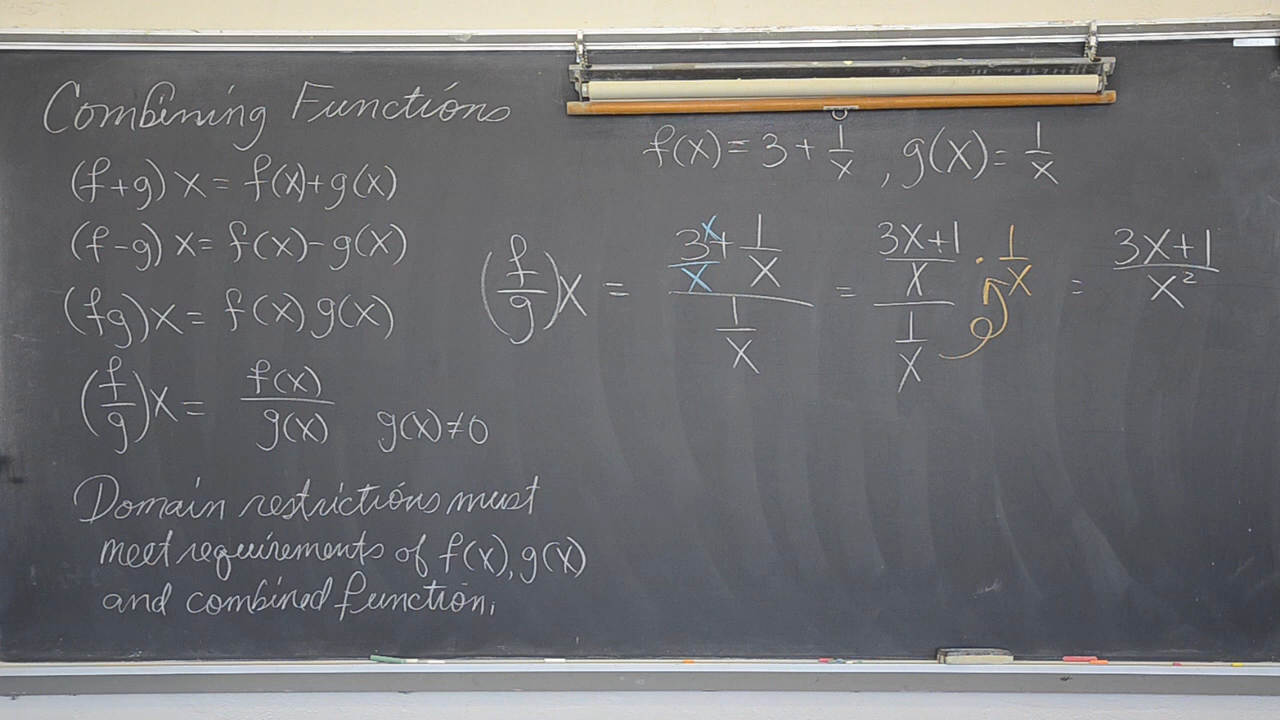 Combining Functions
(f+g)x = f(x)+g(x)
(f-g)x = f(x)-g(x)
(fg)x = f(x)g(x)
(f/g)x = f(x)/g(x) g(x)≠0
Domain restrictions must
meet requirements of f(x), g(x)
and combined function.
f(x) = 3 + 1/x , g(x) = 1/x
(f/g)x = (3x/x + 1/x)/(1/x) = ((3x+1)/x)/(1/x) · 1/x = (3x+1)/x²